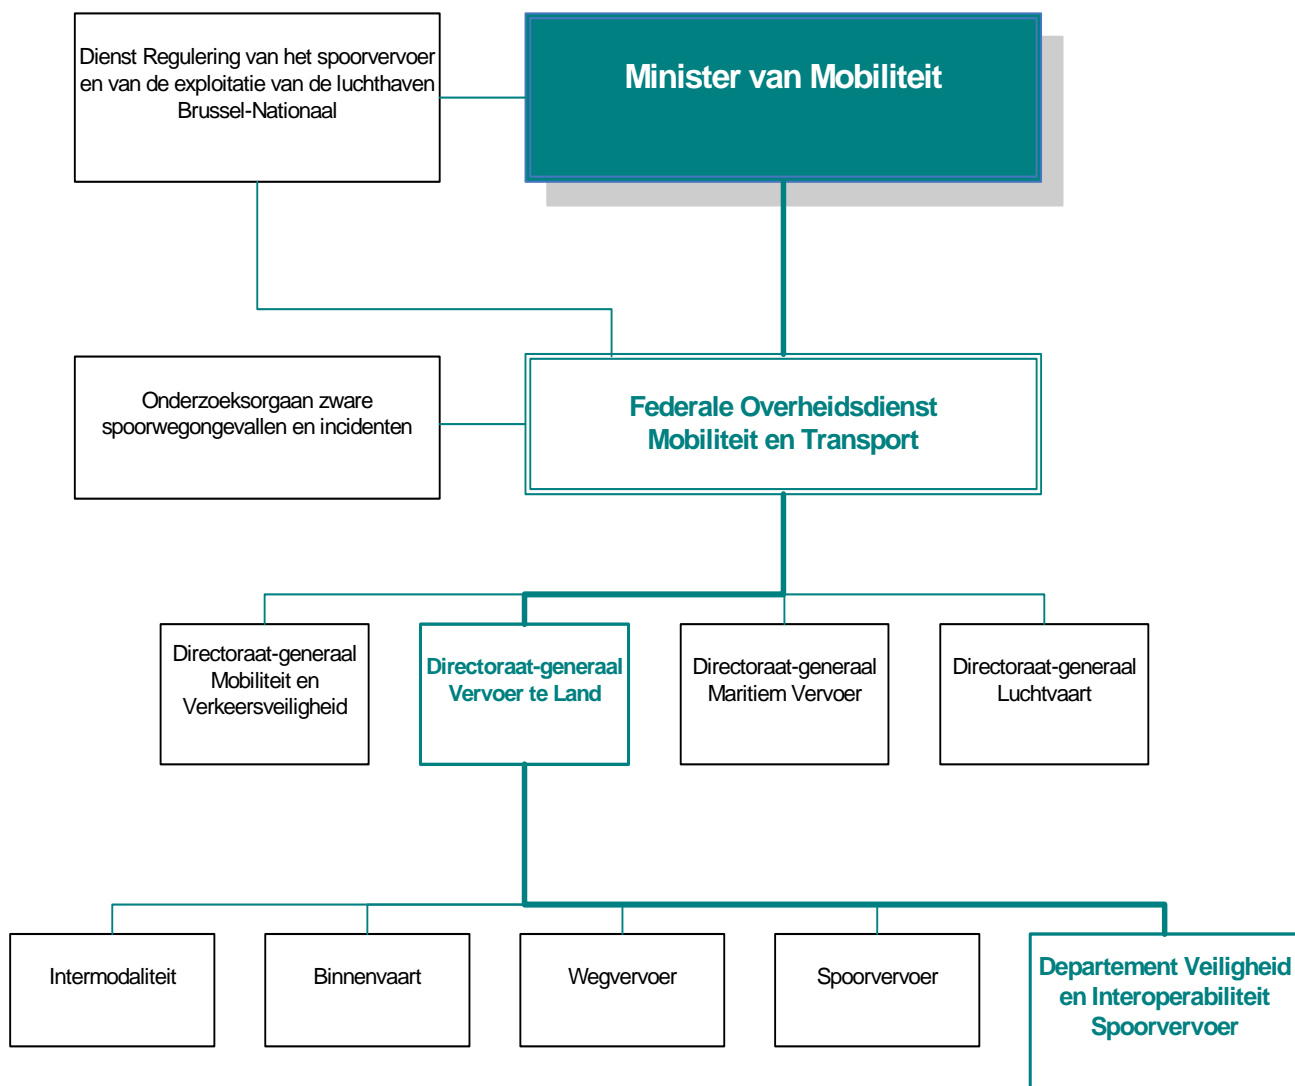 Dienst Regulering van het spoorvervoer
en van de exploitatie van de luchthaven
Brussel-Nationaal
Minister van Mobiliteit
Onderzoeksorgaan zware
spoorwegongevallen en incidenten
Federale Overheidsdienst
Mobiliteit en Transport
Directoraat-generaal
Mobiliteit en
Verkeersveiligheid
Directoraat-generaal
Vervoer te Land
Directoraat-generaal
Maritiem Vervoer
Directoraat-generaal
Luchtvaart
Intermodaliteit
Binnenvaart
Wegvervoer
Spoorvervoer
Departement Veiligheid
en Interoperabiliteit
Spoorvervoer